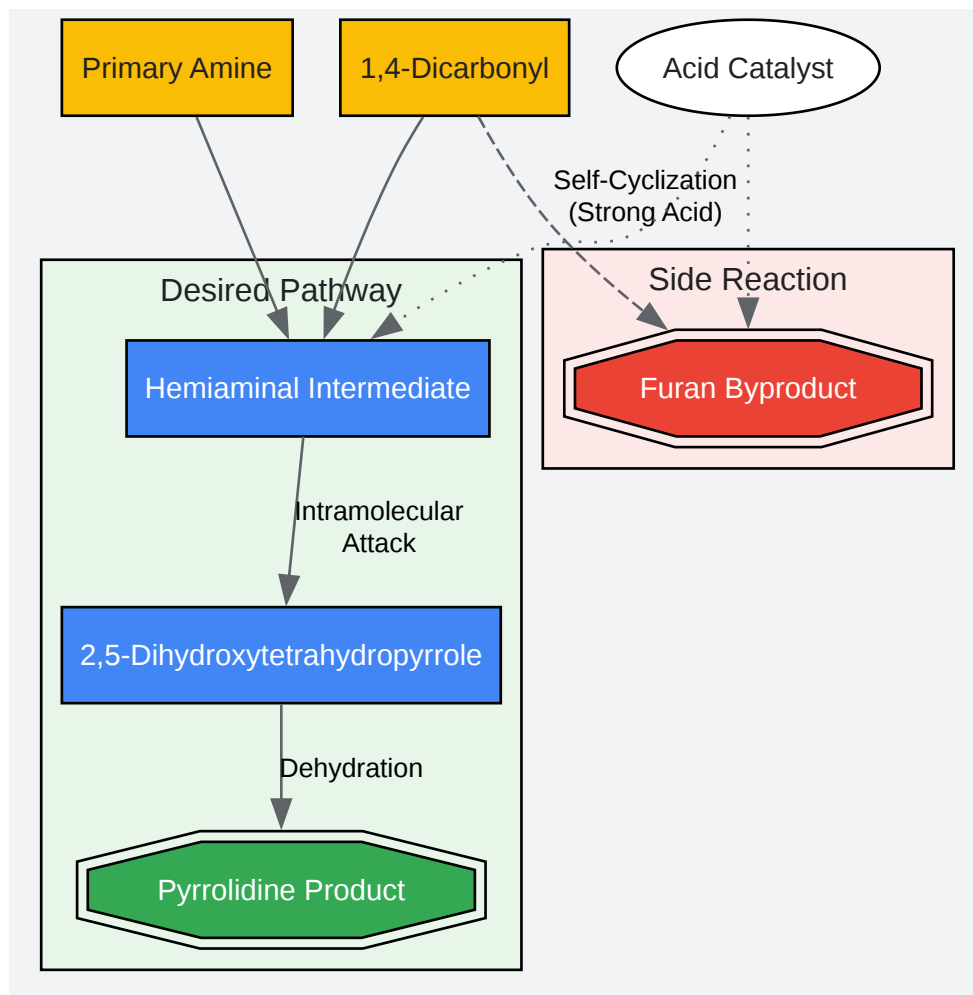 Primary Amine
1,4-Dicarbonyl
Acid Catalyst
Self-Cyclization
(Strong Acid)
Desired Pathway
Side Reaction
Hemiaminal Intermediate
Furan Byproduct
Intramolecular
Attack
2,5-Dihydroxytetrahydropyrrole
Dehydration
Pyrrolidine Product